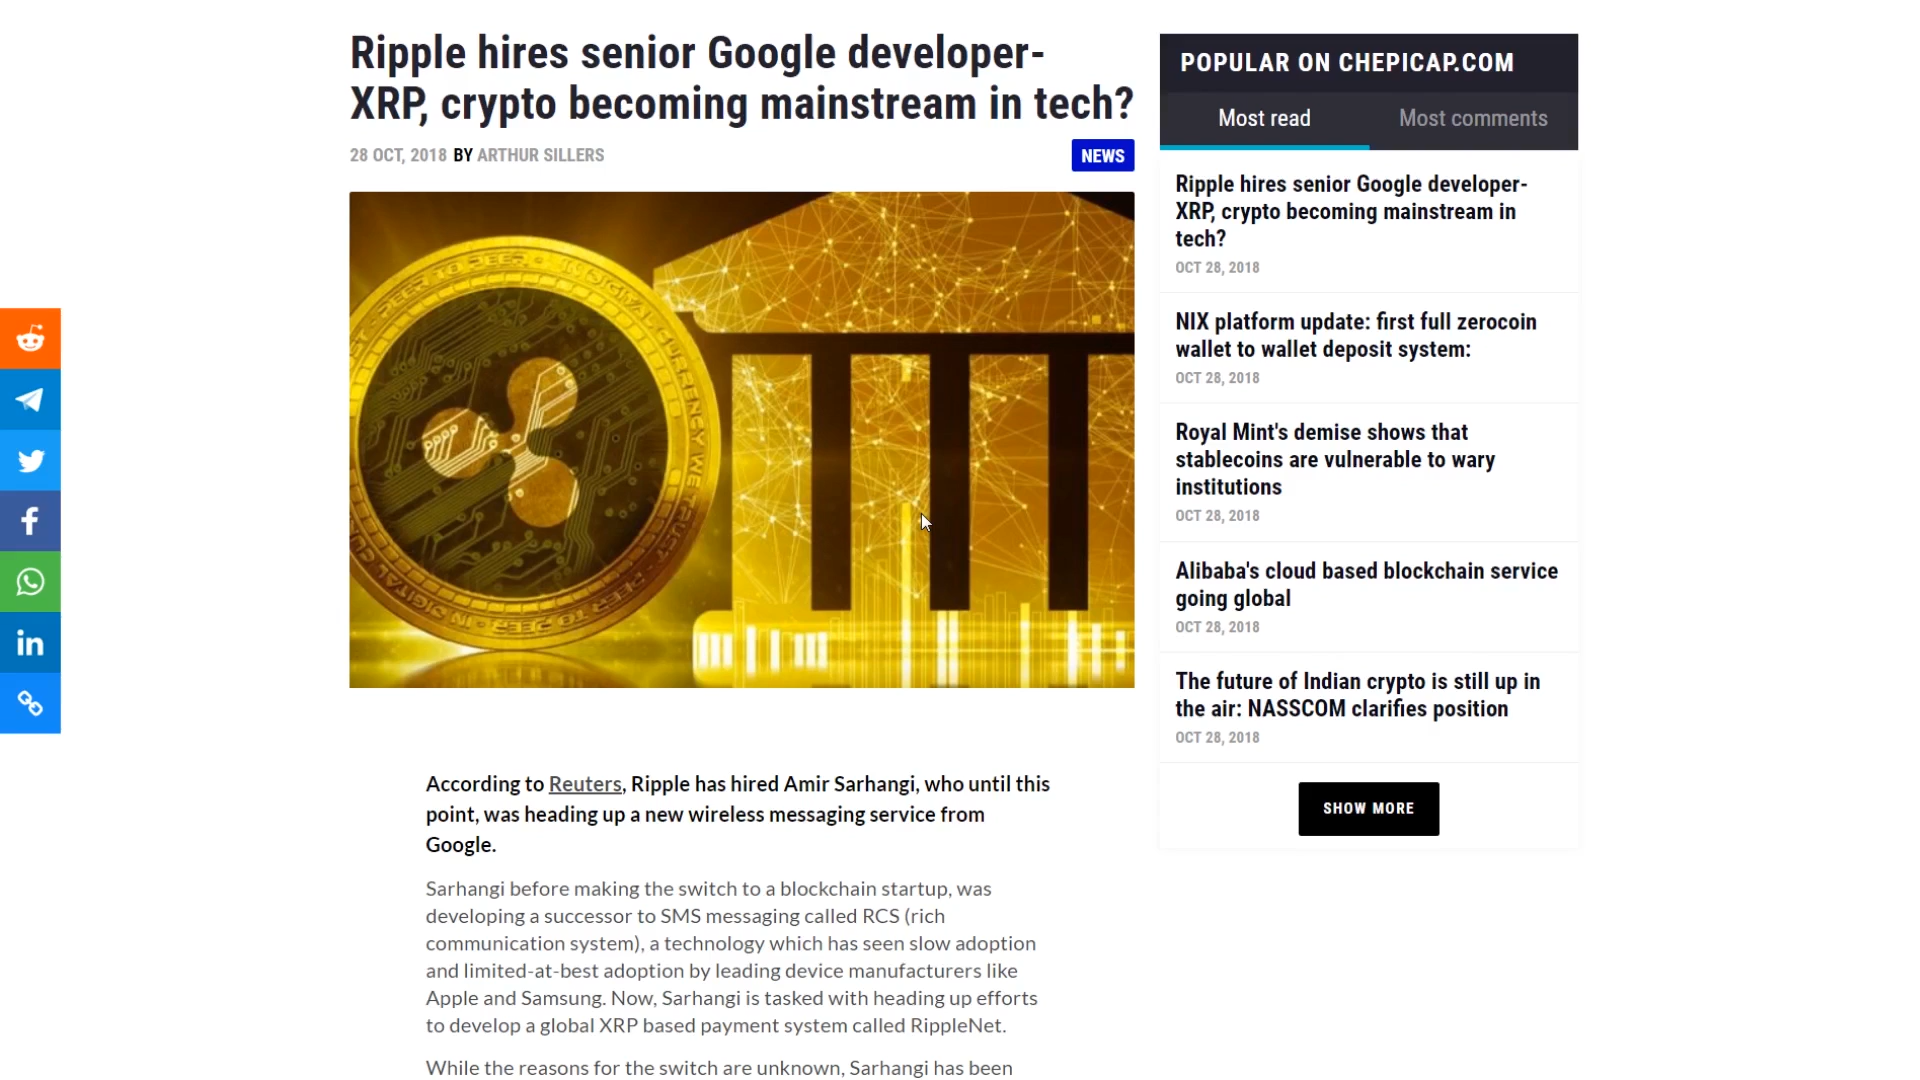 Ripple hires senior Google developer-
XRP, crypto becoming mainstream in tech?
28 OCT, 2018 BY ARTHUR SILLERS
NEWS
According to Reuters, Ripple has hired Amir Sarhangi, who until this
point, was heading up a new wireless messaging service from
Google.
Sarhangi before making the switch to a blockchain startup, was
developing a successor to SMS messaging called RCS (rich
communication system), a technology which has seen slow adoption
and limited-at-best adoption by leading device manufacturers like
Apple and Samsung. Now, Sarhangi is tasked with heading up efforts
to develop a global XRP based payment system called RippleNet.
While the reasons for the switch are unknown, Sarhangi has been
POPULAR ON CHEPICAP.COM
Most read
Most comments
Ripple hires senior Google developer-
XRP, crypto becoming mainstream in
tech?
OCT 28, 2018
NIX platform update: first full zerocoin
wallet to wallet deposit system:
OCT 28, 2018
Royal Mint's demise shows that
stablecoins are vulnerable to wary
institutions
OCT 28, 2018
Alibaba's cloud based blockchain service
going global
OCT 28, 2018
The future of Indian crypto is still up in
the air: NASSCOM clarifies position
OCT 28, 2018
SHOW MORE